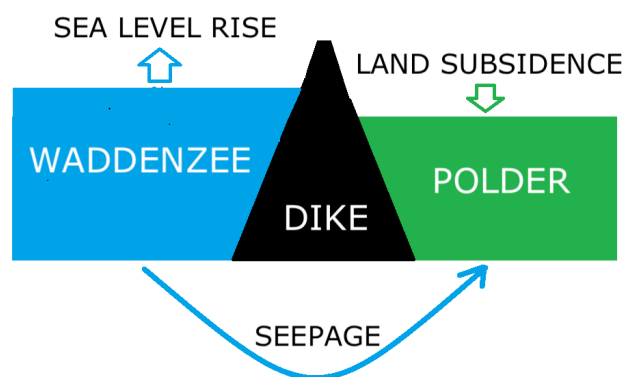 SEA LEVEL RISE
LAND SUBSIDENCE
WADDENZEE
POLDER
DIKE
SEEPAGE